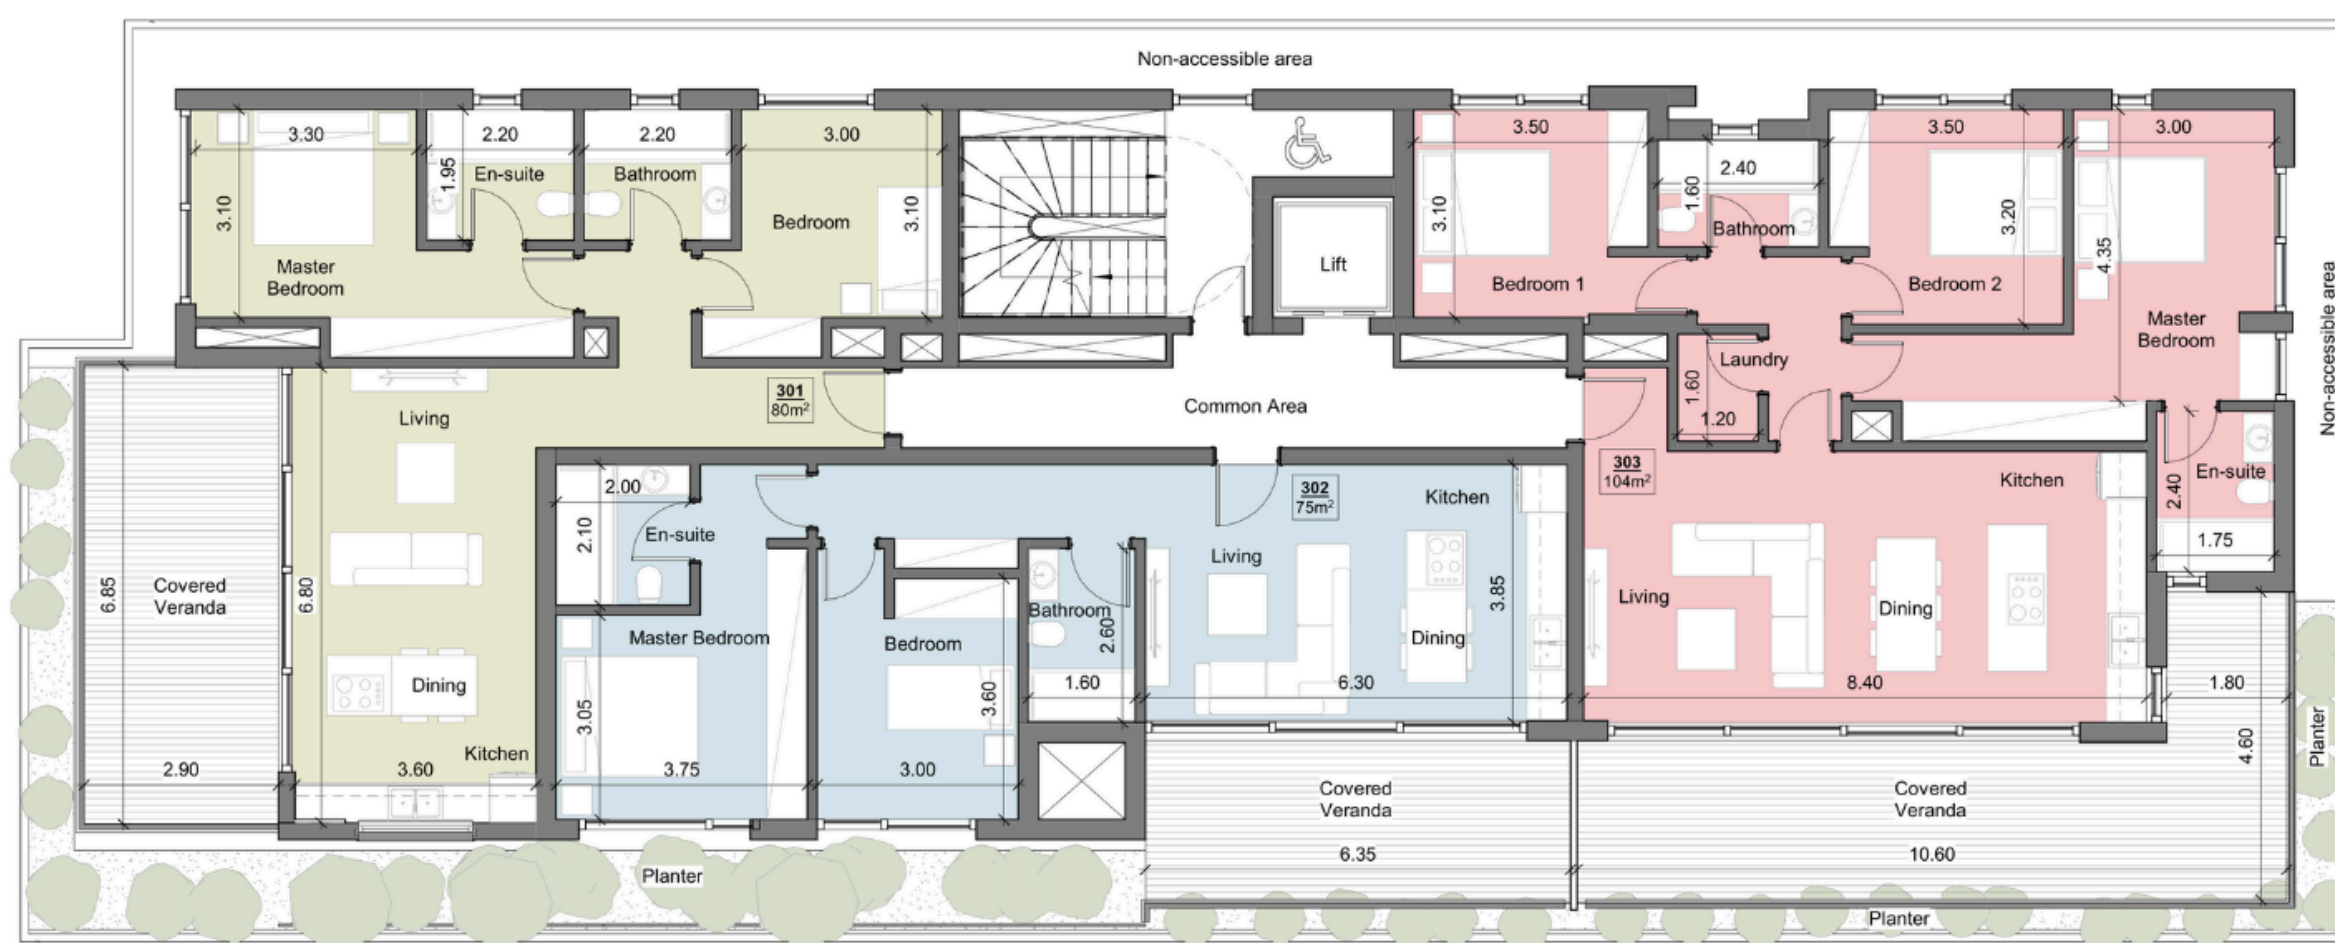 Non-accessible area
3.30
2.20
2.20
3.00
3.50
2.40
3.50
3.00
1.95
En-suite
Bathroom
3.10
Master
Bedroom
Bedroom
3.10
Lift
3.10
Bedroom 1
1.60
Bathroom
3.20
Bedroom 2
4.35
Master
Bedroom
Non-accessible area
Laundry
1.60
1.20
301
80m²
Living
Common Area
6.85
Covered
Veranda
6.80
Dining
Kitchen
2.90
3.60
2.00
2.10
En-suite
Master Bedroom
3.05
3.75
Bedroom
3.60
3.00
Bathroom
2.60
1.60
302
75m²
Living
Kitchen
3.85
Dining
6.30
303
104m²
Living
Dining
Kitchen
8.40
En-suite
2.40
1.75
1.80
4.60
Planter
Covered
Veranda
6.35
Covered
Veranda
10.60
Planter
Planter